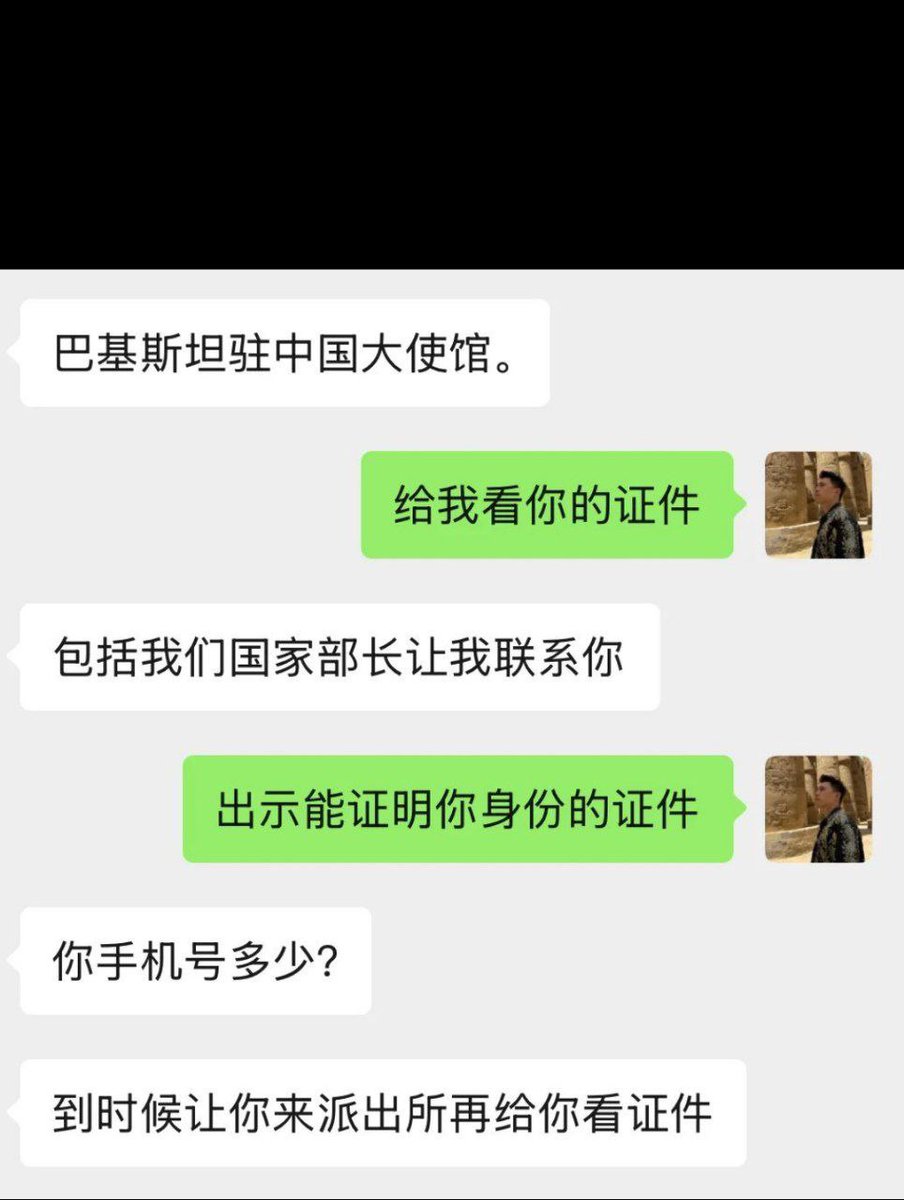 巴基斯坦驻中国大使馆。
给我看你的证件
包括我们国家部长让我联系你
出示能证明你身份的证件
你手机号多少?
到时候让你来派出所再给你看证件